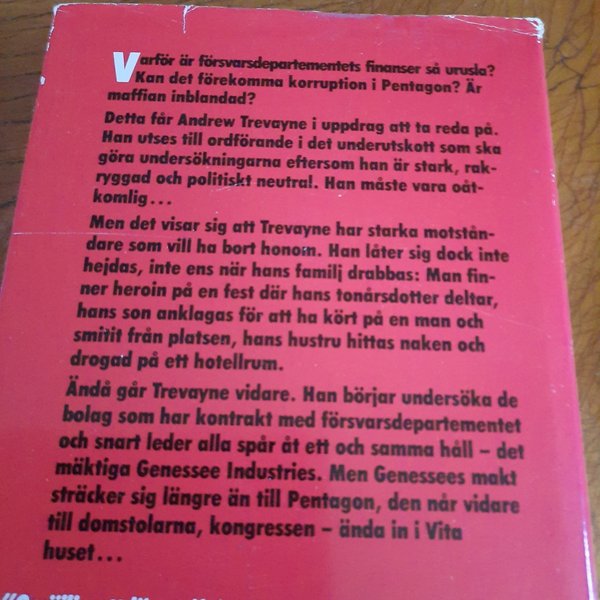 Varför är försvarsdepartementets finanser så urusla?
Kan det förekomma korruption i Pentagon? Är
maffian inblandad?
Detta får Andrew Trevayne i uppdrag att ta reda på.
Han utses till ordförande i det underutskott som ska
göra undersökningarna eftersom han är stark, rak-
ryggad och politiskt neutral. Han måste vara oåt-
komlig...
Men det visar sig att Trevayne har starka motstån-
dare som vill ha bort honom. Han låter sig dock inte
hejdas, inte ens när hans familj drabbas: Man fin-
ner heroin på en fest där hans tonårsdotter deltar,
hans son anklagas för att ha kört på en man och
smitit från platsen, hans hustru hittas naken och
drogad på ett hotellrum.
Ändå går Trevayne vidare. Han börjar undersöka de
bolag som har kontrakt med försvarsdepartementet
och snart leder alla spår åt ett och samma håll – det
mäktiga Genessee Industries. Men Genessees makt
sträcker sig längre än till Pentagon, den når vidare
till domstolarna, kongressen – ända in i Vita
huset...